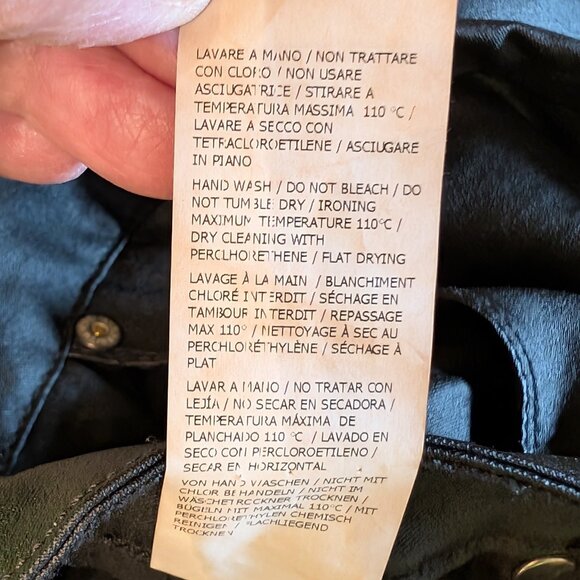 LAVARE A MANO / NON TRATTARE
CON CLORO / NON USARE
ASCIUGATRICE / STIRARE A
TEMPERATURA MASSIMA 110 °C /
LAVARE A SECCO CON
TETRACLOROETILENE / ASCIUGARE
IN PIANO
HAND WASH / DO NOT BLEACH / DO
NOT TUMBLE DRY / IRONING
MAXIMUM TEMPERATURE 110°C /
DRY CLEANING WITH
PERCLHORETHENE / FLAT DRYING
LAVAGE À LA MAIN / BLANCHIMENT
CHLORÉ INTERDIT / SÉCHAGE EN
TAMBOUR INTERDIT / REPASSAGE
MAX 110° / NETTOYAGE À SEC AU
PERCHLORÉTHYLÈNE / SÉCHAGE À
PLAT
LAVAR A MANO / NO TRATAR CON
LEJÍA / NO SECAR EN SECADORA /
TEMPERATURA MÁXIMA DE
PLANCHADO 110 °C / LAVADO EN
SECO CON PERCLOROETILENO /
SECAR EN HORIZONTAL
VON HAND WASCHEN / NICHT MIT
CHLOR BEHANDELN / NICHT IM
WÄSCHETROCKNER TROCKNEN /
BÜGELN MIT MAXIMAL 110°C / MIT
PERCHLORETHYLEN CHEMISCH
REINIGEN / FLACHLIEGEND
TROCKNEN